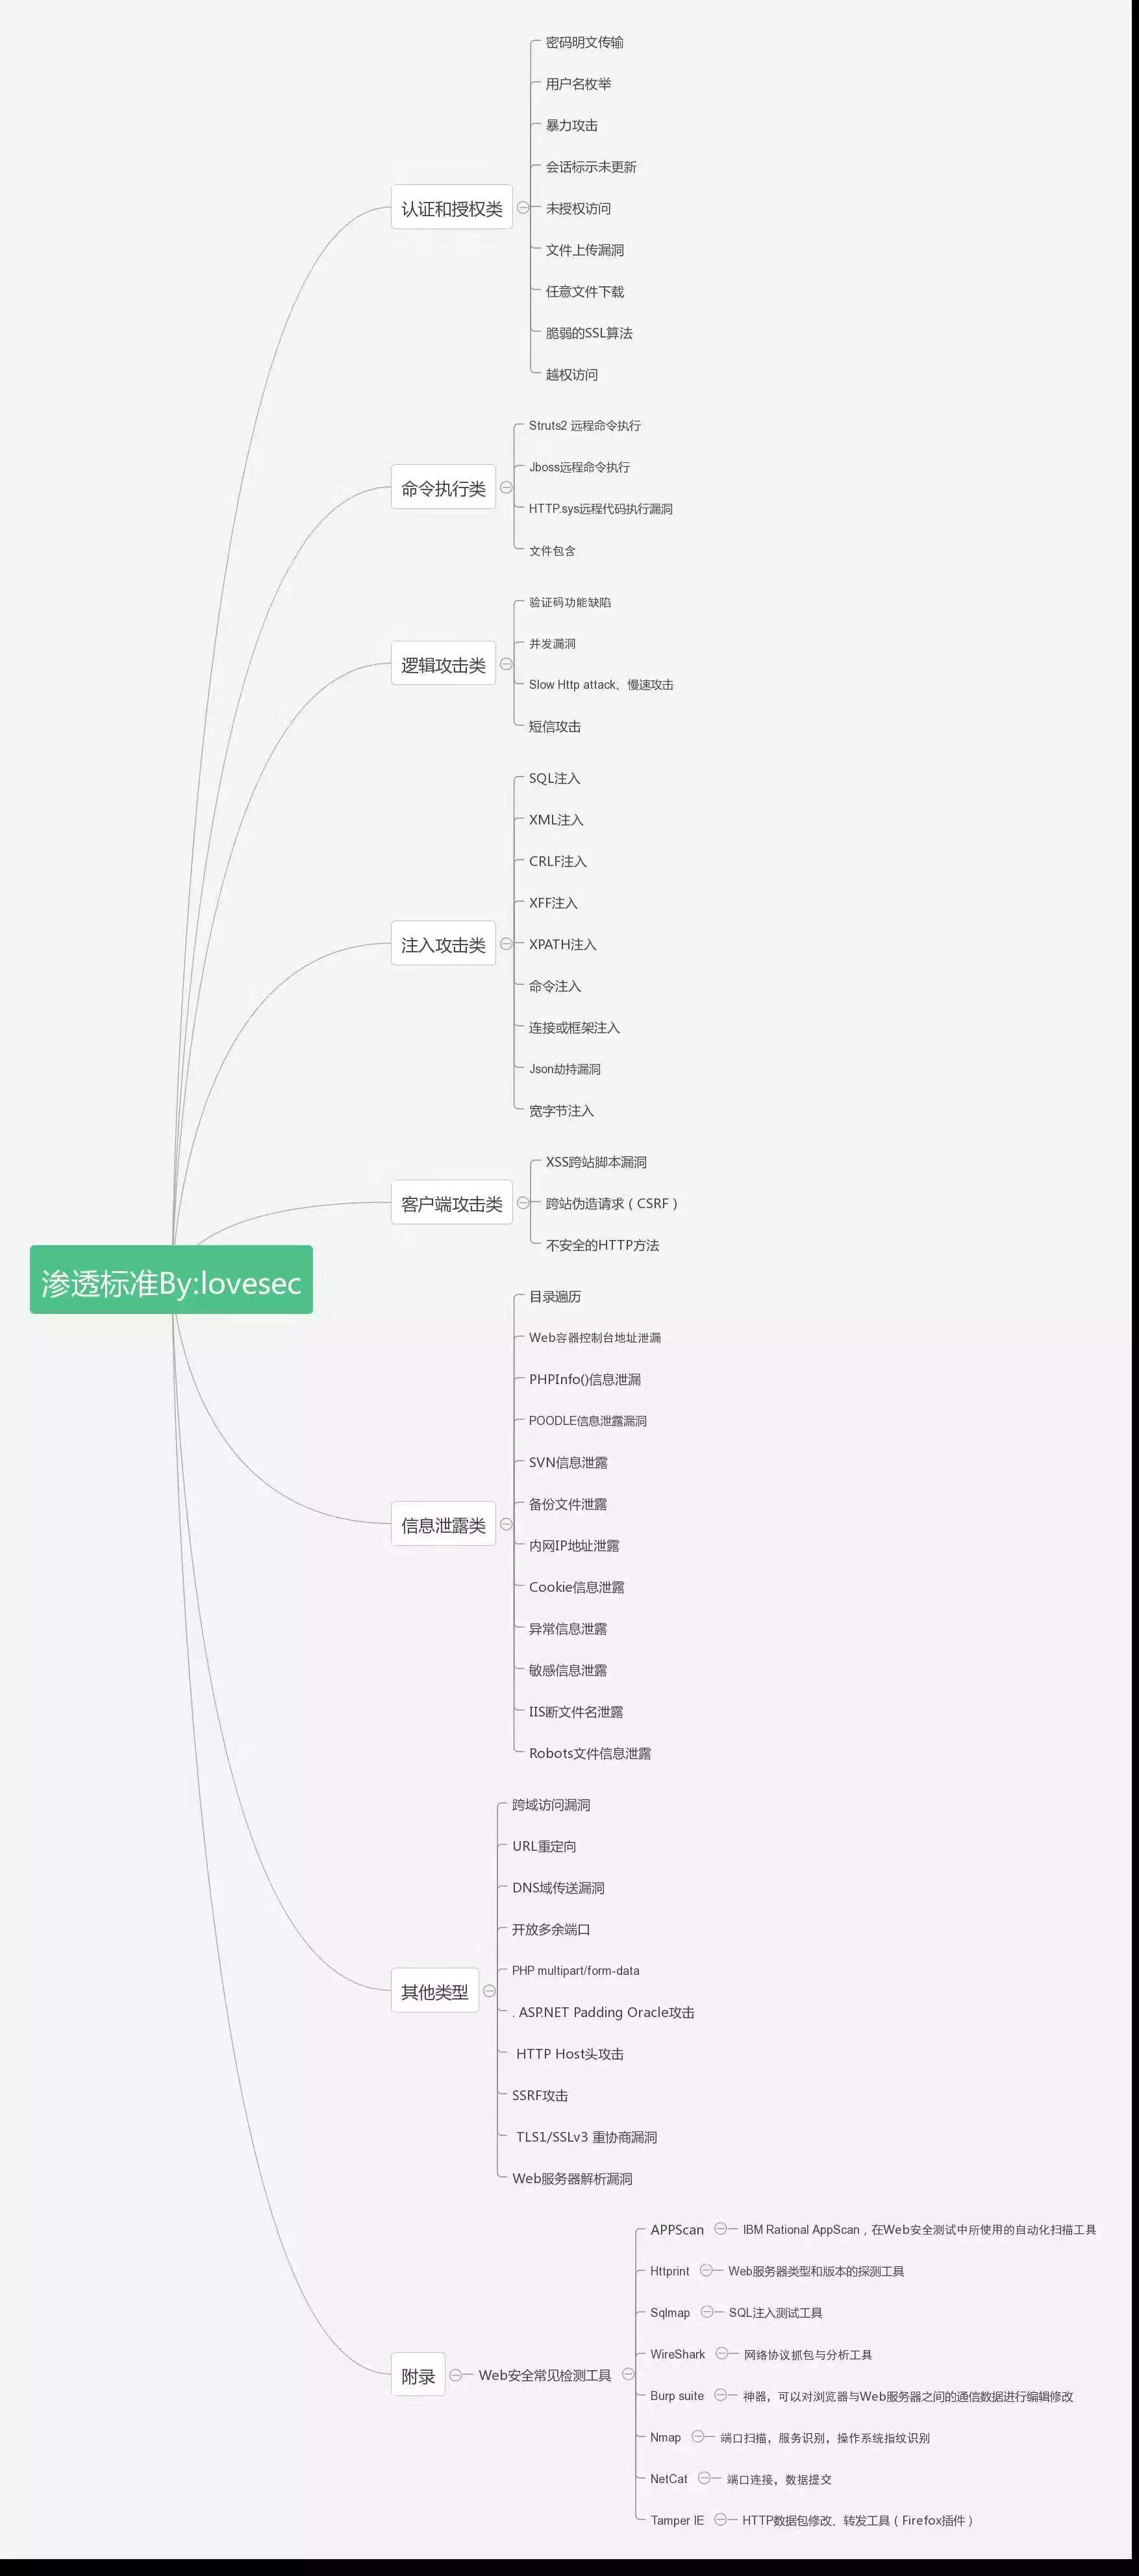 渗透标准By:lovesec
认证和授权类
密码明文传输
用户名枚举
暴力攻击
会话标示未更新
未授权访问
文件上传漏洞
任意文件下载
脆弱的SSL算法
越权访问
命令执行类
Struts2 远程命令执行
Jboss远程命令执行
HTTP.sys远程代码执行漏洞
文件包含
逻辑攻击类
验证码功能缺陷
并发漏洞
Slow Http attack、慢速攻击
短信攻击
注入攻击类
SQL注入
XML注入
CRLF注入
XFF注入
XPATH注入
命令注入
连接或框架注入
Json劫持漏洞
宽字节注入
客户端攻击类
XSS跨站脚本漏洞
跨站伪造请求（CSRF）
不安全的HTTP方法
信息泄露类
目录遍历
Web容器控制台地址泄漏
PHPInfo()信息泄漏
POODLE信息泄露漏洞
SVN信息泄露
备份文件泄露
内网IP地址泄露
Cookie信息泄露
异常信息泄露
敏感信息泄露
IIS断文件名泄露
Robots文件信息泄露
其他类型
跨域访问漏洞
URL重定向
DNS域传送漏洞
开放多余端口
PHP multipart/form-data
. ASP.NET Padding Oracle攻击
HTTP Host头攻击
SSRF攻击
TLS1/SSLv3 重协商漏洞
Web服务器解析漏洞
附录
Web安全常见检测工具
APPScan IBM Rational AppScan，在Web安全测试中所使用的自动化扫描工具
Httprint Web服务器类型和版本的探测工具
Sqlmap SQL注入测试工具
WireShark 网络协议抓包与分析工具
Burp suite 神器，可以对浏览器与Web服务器之间的通信数据进行编辑修改
Nmap 端口扫描，服务识别，操作系统指纹识别
NetCat 端口连接，数据提交
Tamper IE HTTP数据包修改、转发工具（Firefox插件）